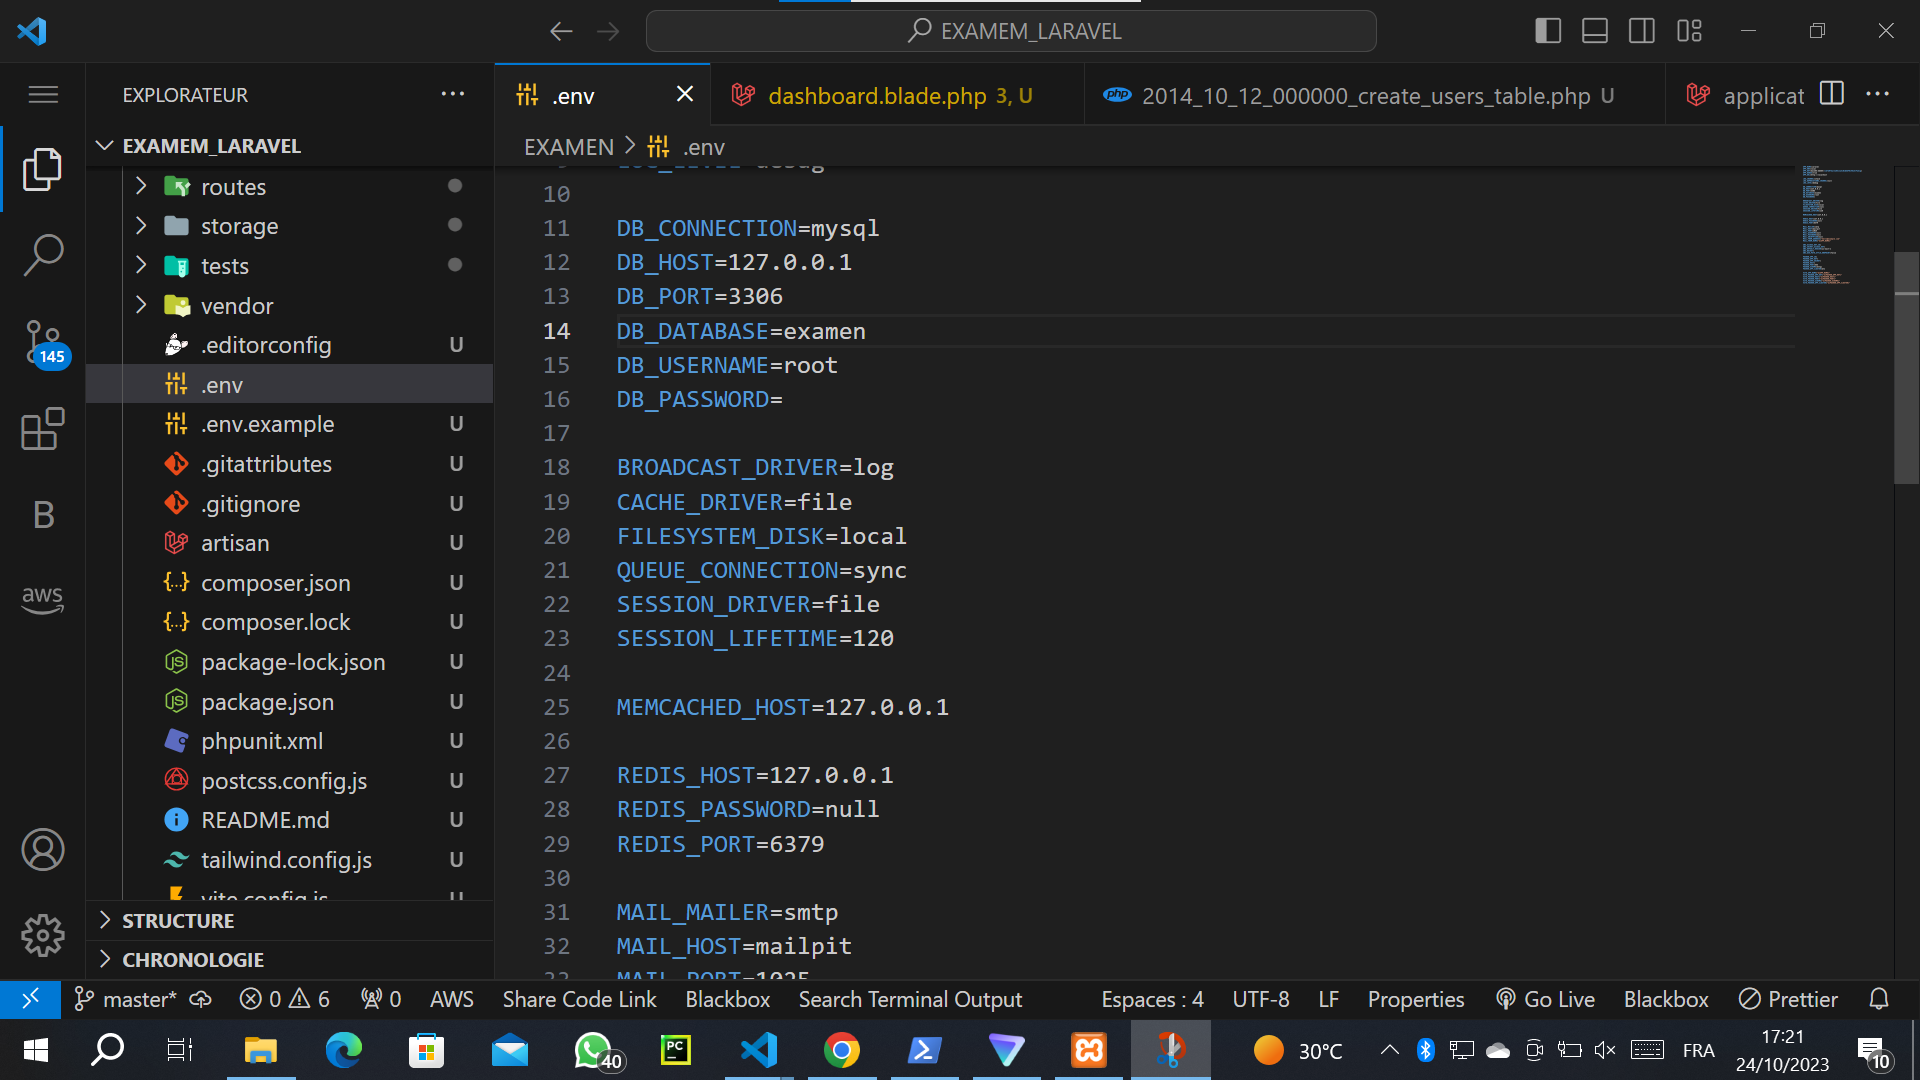 EXAMEM_LARAVEL
EXPLORATEUR
.env
dashboard.blade.php 3, U
2014_10_12_000000_create_users_table.php U
applicat
EXAMEM_LARAVEL
EXAMEN > .env
routes
storage
tests
vendor
.editorconfig U
.env
.env.example U
.gitattributes U
.gitignore U
artisan U
composer.json U
composer.lock U
package-lock.json U
package.json U
phpunit.xml U
postcss.config.js U
README.md U
tailwind.config.js U
vite.config.js U
STRUCTURE
CHRONOLOGIE
145
B
aws
10
11 DB_CONNECTION=mysql
12 DB_HOST=127.0.0.1
13 DB_PORT=3306
14 DB_DATABASE=examen
15 DB_USERNAME=root
16 DB_PASSWORD=
17
18 BROADCAST_DRIVER=log
19 CACHE_DRIVER=file
20 FILESYSTEM_DISK=local
21 QUEUE_CONNECTION=sync
22 SESSION_DRIVER=file
23 SESSION_LIFETIME=120
24
25 MEMCACHED_HOST=127.0.0.1
26
27 REDIS_HOST=127.0.0.1
28 REDIS_PASSWORD=null
29 REDIS_PORT=6379
30
31 MAIL_MAILER=smtp
32 MAIL_HOST=mailpit
33 MAIL_PORT=1025
master* 0 6 0 AWS Share Code Link Blackbox Search Terminal Output Espaces : 4 UTF-8 LF Properties Go Live Blackbox Prettier
40
PC
30°C
FRA
17:21
24/10/2023
10